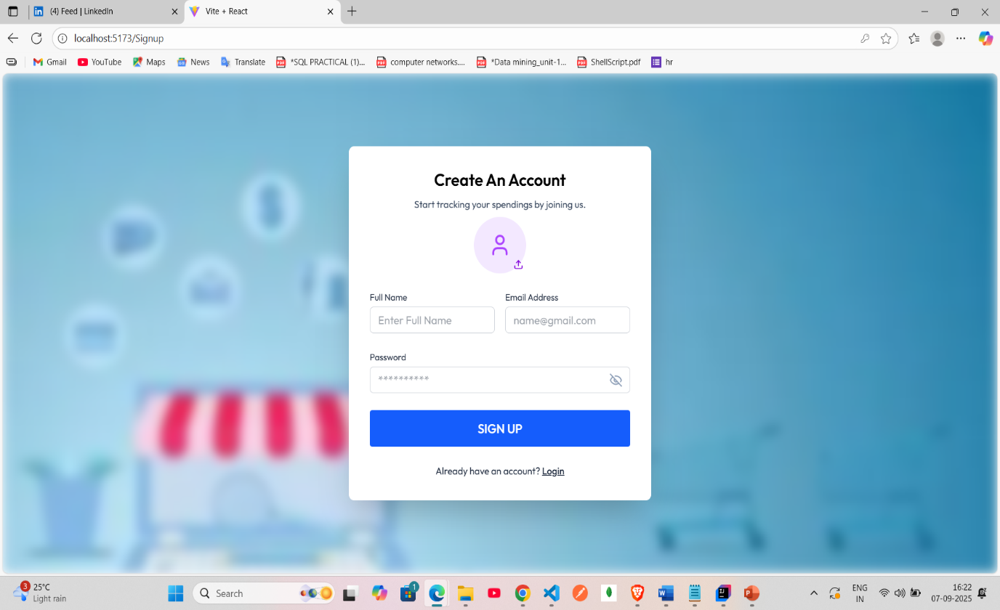 (4) Feed | LinkedIn
Vite + React
localhost:5173/Signup
Gmail
YouTube
Maps
News
Translate
*SQL PRACTICAL (1)...
computer networks....
*Data mining_unit-1...
ShellScript.pdf
hr
Create An Account
Start tracking your spendings by joining us.
Full Name
Email Address
Enter Full Name
name@gmail.com
Password
**********
SIGN UP
Already have an account? Login
3
25°C
Light rain
Search
1
ENG
IN
16:22
07-09-2025